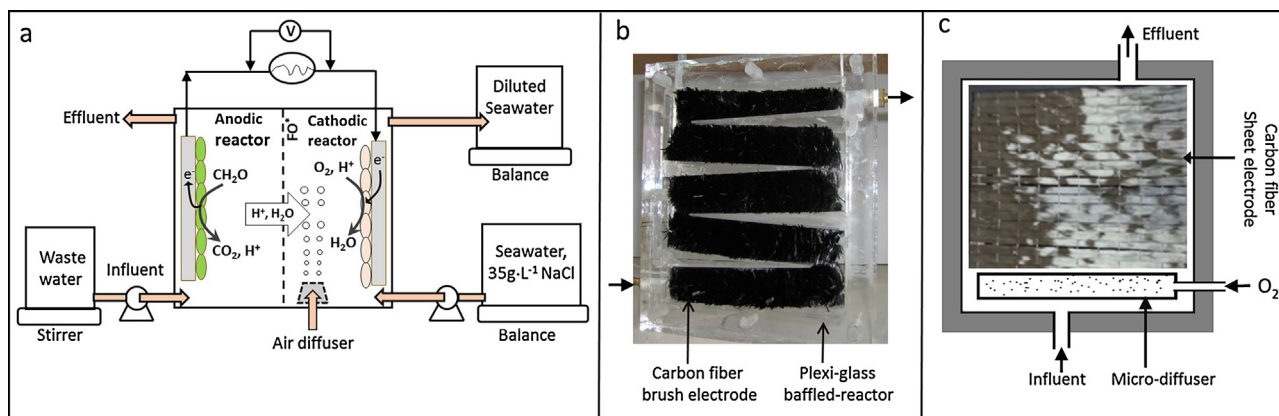 a
V
Effluent
Anodic
reactor
FO*
Cathodic
reactor
Diluted
Seawater
Balance
e-
CH₂O
CO₂, H⁺
H⁺, H₂O
O₂, H⁺
e-
H₂O
Waste
water
Stirrer
Influent
Air diffuser
Seawater,
35g·L⁻¹ NaCl
Balance
b
Carbon fiber
brush electrode
Plexi-glass
baffled-reactor
c
Effluent
Carbon fiber
Sheet electrode
O₂
Influent
Micro-diffuser